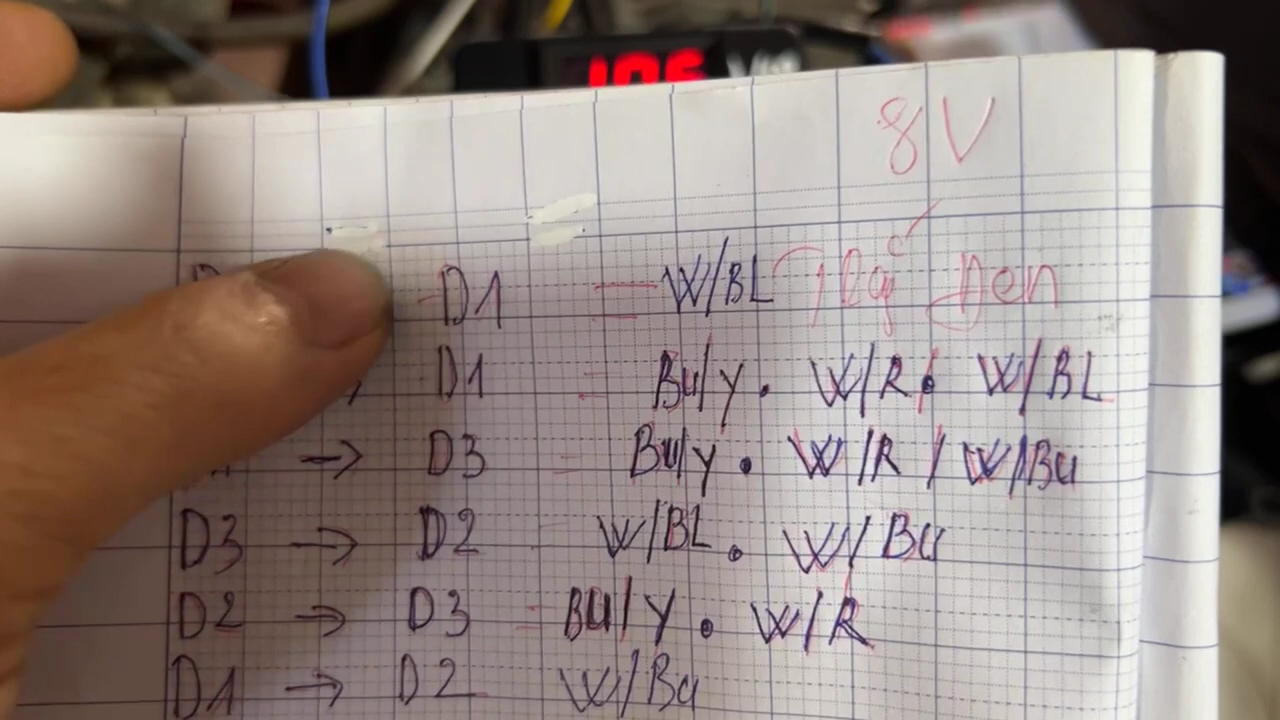 8V
D1 - W/BL
D1 = Bu/y. W/R. W/BL
→ D3 = Bu/y. W/R / W/Bu
D3 → D2 - W/BL. W/Bu
D2 → D3 - Bu/y. W/R
D1 → D2 W/Bu